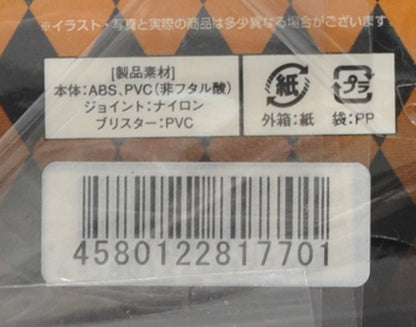 ※イラスト・写真と実際の商品は多少異なる場合がございます
[製品素材]
本体:ABS、PVC(非フタル酸)
ジョイント:ナイロン
ブリスター:PVC
紙 プラ
外箱:紙 袋:PP
4580122817701